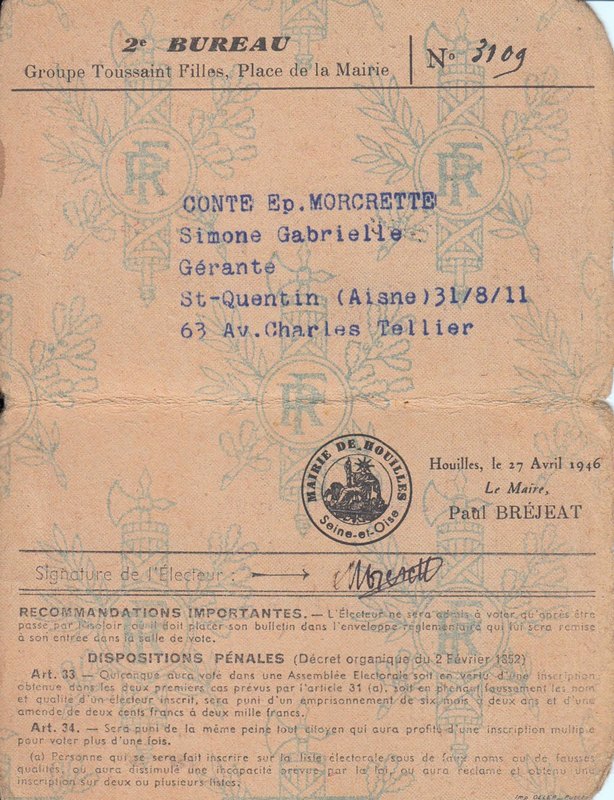 2e BUREAU
Groupe Toussaint Filles, Place de la Mairie
No 3109
CONTE Ep.MORCRETTE
Simone Gabrielle
Gérante
St-Quentin (Aisne)31/8/11
63 Av.Charles Tellier
MAIRIE DE HOUILLES
Seine-et-Oise
Houilles, le 27 Avril 1946
Le Maire,
Paul BRÉJEAT
Signature de l'Électeur :
RECOMMANDATIONS IMPORTANTES. — L'Électeur ne sera admis à voter qu'après être
passé par l'isoloir où il doit placer son bulletin dans l'enveloppe réglementaire qui lui sera remise
à son entrée dans la salle de vote.
DISPOSITIONS PÉNALES (Décret organique du 2 Février 1852)
Art. 33 — Quiconque aura voté dans une Assemblée Électorale soit en vertu d'une inscription
obtenue dans les deux premiers cas prévus par l'article 31 (a), soit en prenant faussement les nom
et qualité d'un électeur inscrit, sera puni d'un emprisonnement de six mois à deux ans et d'une
amende de deux cents francs à deux mille francs.
Art. 34. — Sera puni de la même peine tout citoyen qui aura profité d'une inscription multiple
pour voter plus d'une fois.
(a) Personne qui se sera fait inscrire sur la liste électorale sous de faux noms ou de fausses
qualités, ou aura dissimulé une incapacité prévue par la loi, ou aura réclamé et obtenu une
inscription sur deux ou plusieurs listes.
RF
RF
RF
RF